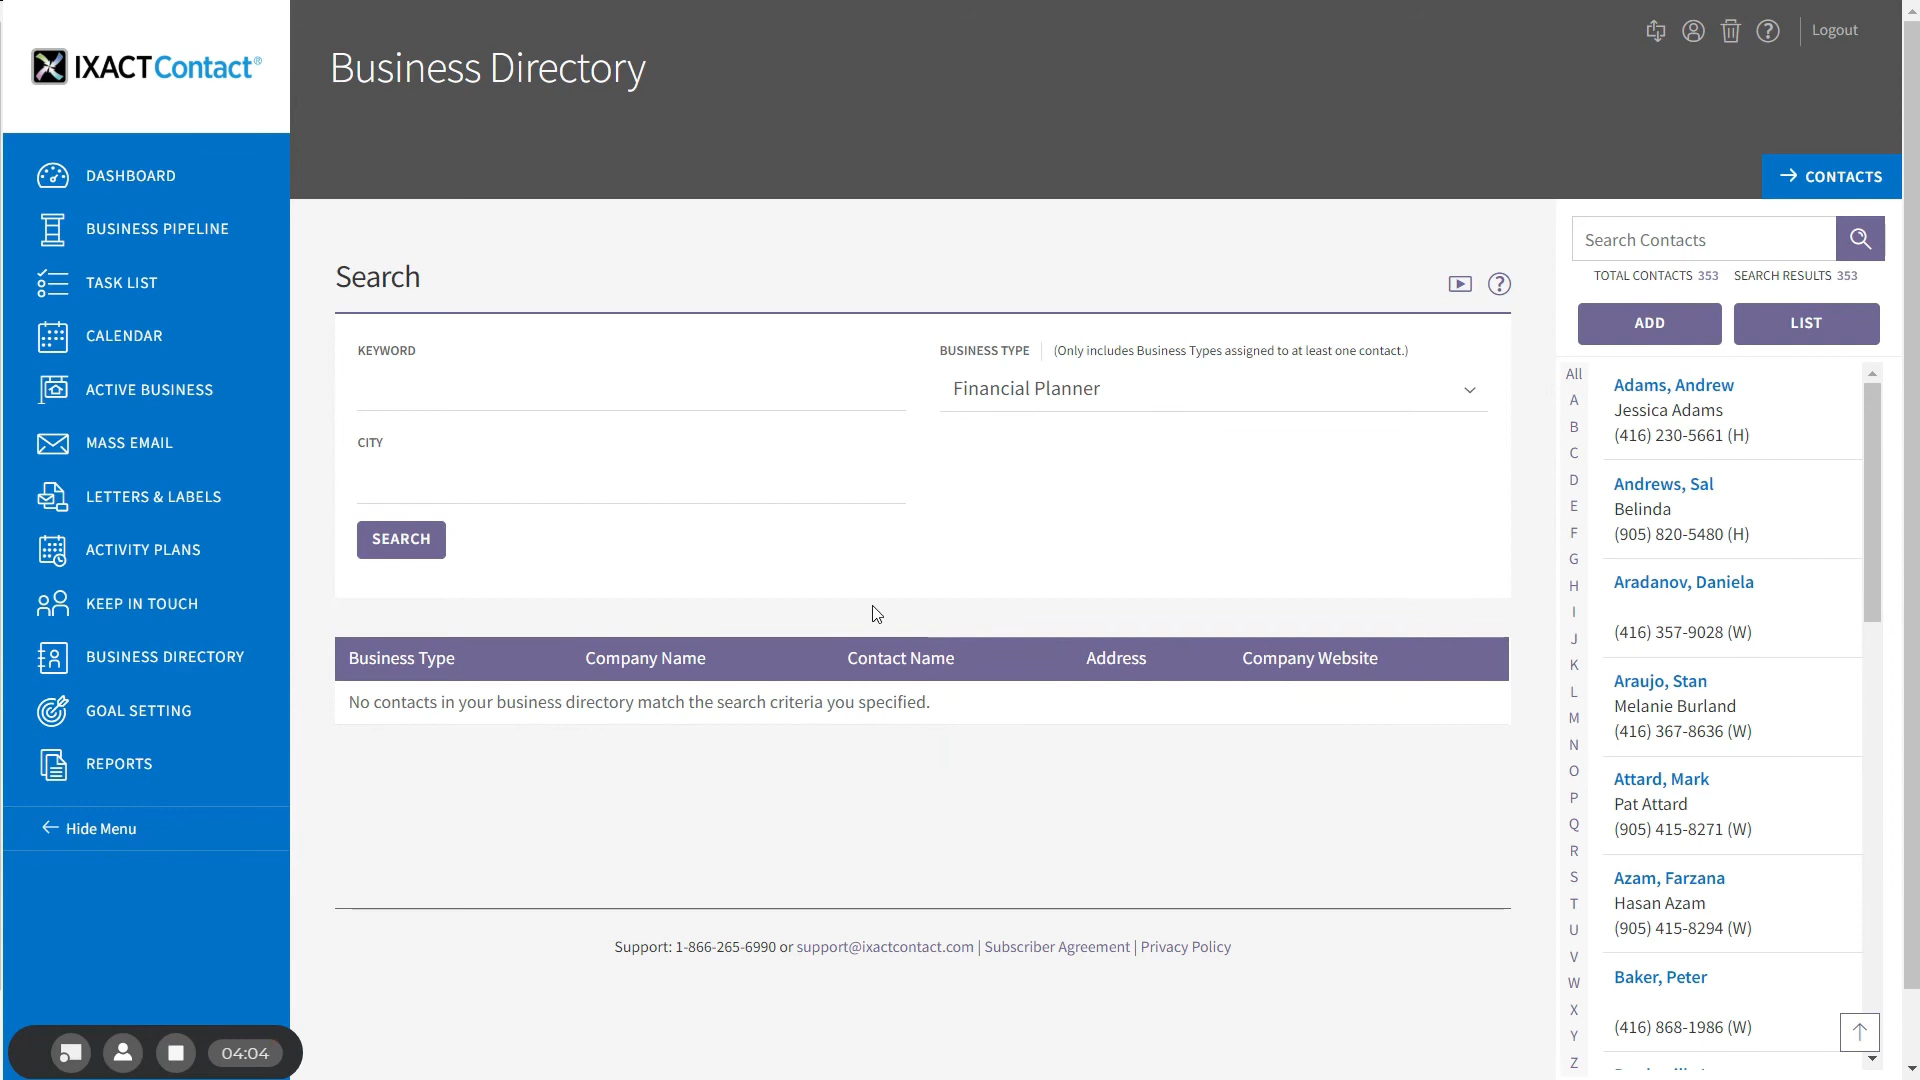 IXACTContact®
Business Directory
Logout
→ CONTACTS
DASHBOARD
BUSINESS PIPELINE
TASK LIST
CALENDAR
ACTIVE BUSINESS
MASS EMAIL
LETTERS & LABELS
ACTIVITY PLANS
KEEP IN TOUCH
BUSINESS DIRECTORY
GOAL SETTING
REPORTS
← Hide Menu
04:04
Search
KEYWORD
BUSINESS TYPE (Only includes Business Types assigned to at least one contact.)
Financial Planner
CITY
SEARCH
Business Type Company Name Contact Name Address Company Website
No contacts in your business directory match the search criteria you specified.
Support: 1-866-265-6990 or support@ixactcontact.com | Subscriber Agreement | Privacy Policy
Search Contacts
TOTAL CONTACTS 353 SEARCH RESULTS 353
ADD LIST
All
A
B
C
D
E
F
G
H
I
J
K
L
M
N
O
P
Q
R
S
T
U
V
W
X
Y
Z
Adams, Andrew
Jessica Adams
(416) 230-5661 (H)
Andrews, Sal
Belinda
(905) 820-5480 (H)
Aradanov, Daniela
(416) 357-9028 (W)
Araujo, Stan
Melanie Burland
(416) 367-8636 (W)
Attard, Mark
Pat Attard
(905) 415-8271 (W)
Azam, Farzana
Hasan Azam
(905) 415-8294 (W)
Baker, Peter
(416) 868-1986 (W)